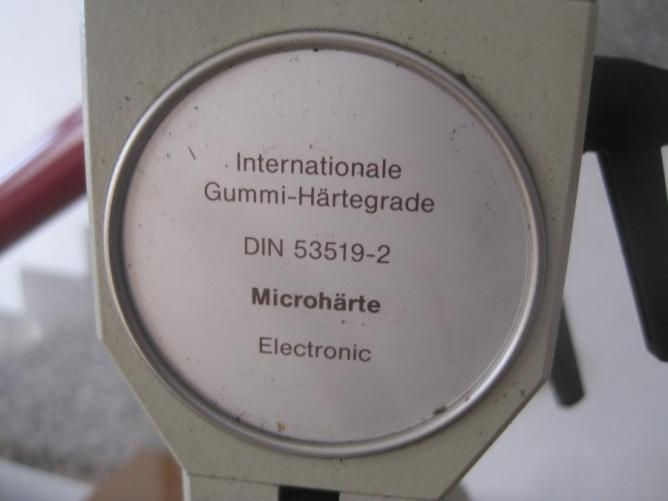 Internationale
Gummi-Härtegrade
DIN 53519-2
Microhärte
Electronic